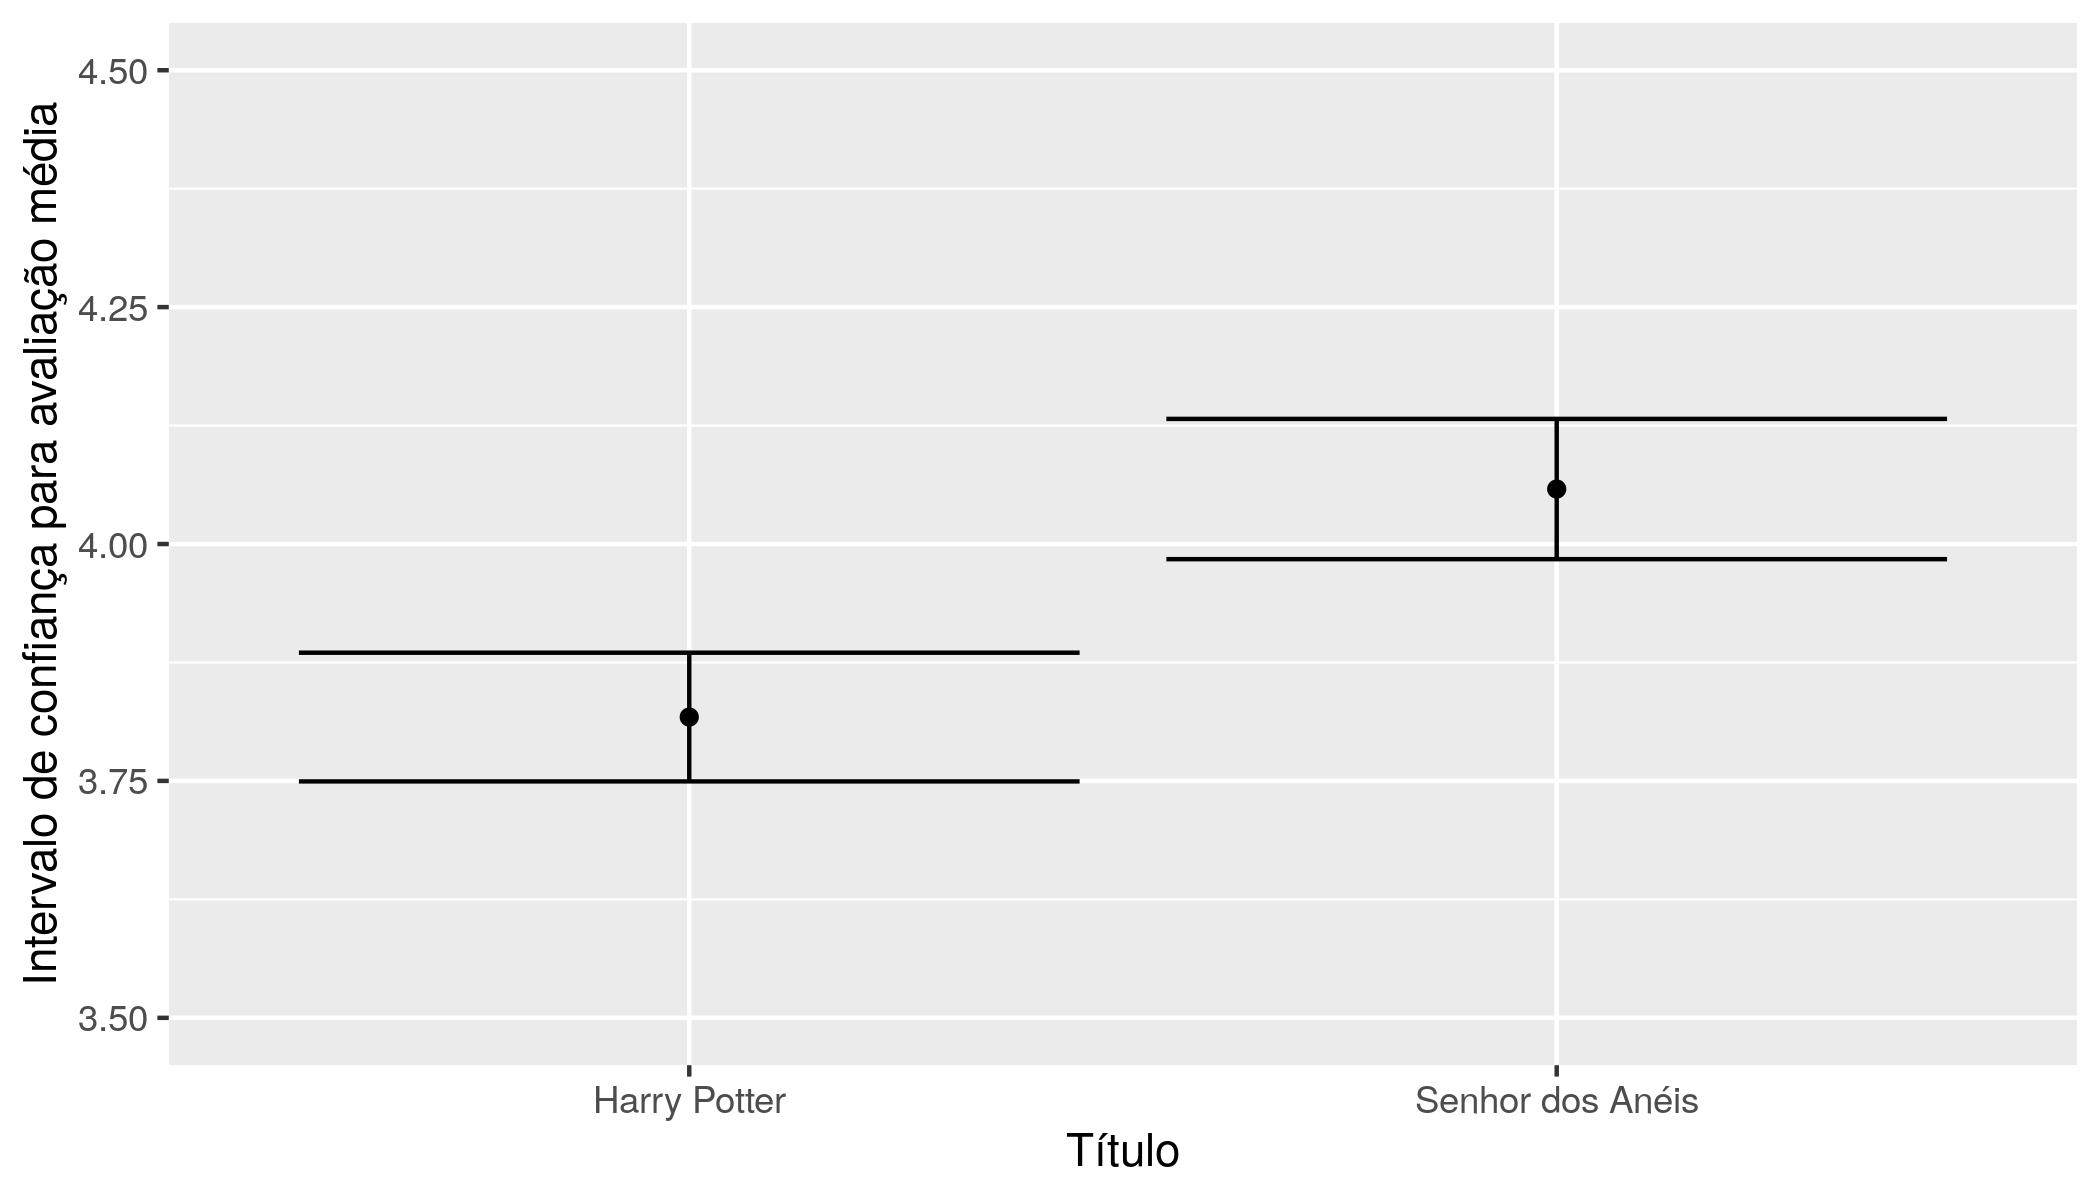 Intervalo de confiança para avaliação média
4.50
4.25
4.00
3.75
3.50
Harry Potter
Senhor dos Anéis
Título